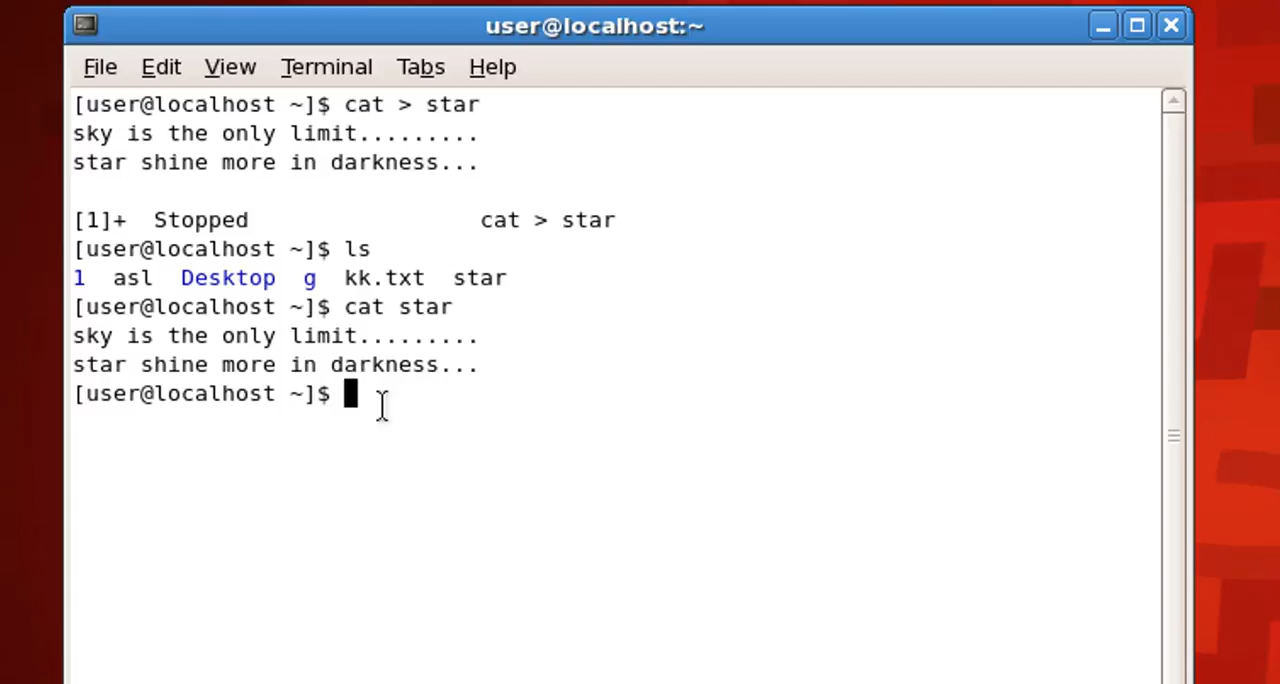 user@localhost:~
File Edit View Terminal Tabs Help
[user@localhost ~]$ cat > star
sky is the only limit.........
star shine more in darkness...
[1]+  Stopped                 cat > star
[user@localhost ~]$ ls
1  asl  Desktop  g  kk.txt  star
[user@localhost ~]$ cat star
sky is the only limit.........
star shine more in darkness...
[user@localhost ~]$